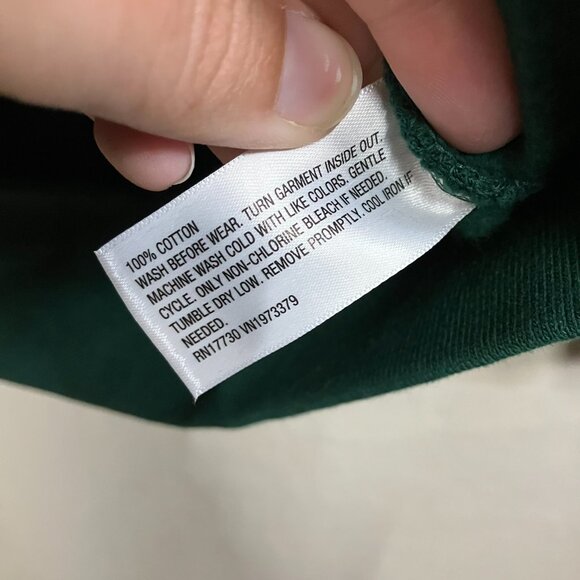 100% COTTON
WASH BEFORE WEAR. TURN GARMENT INSIDE OUT.
MACHINE WASH COLD WITH LIKE COLORS. GENTLE
CYCLE. ONLY NON-CHLORINE BLEACH IF NEEDED.
TUMBLE DRY LOW. REMOVE PROMPTLY. COOL IRON IF
NEEDED.
RN17730 VN1973379